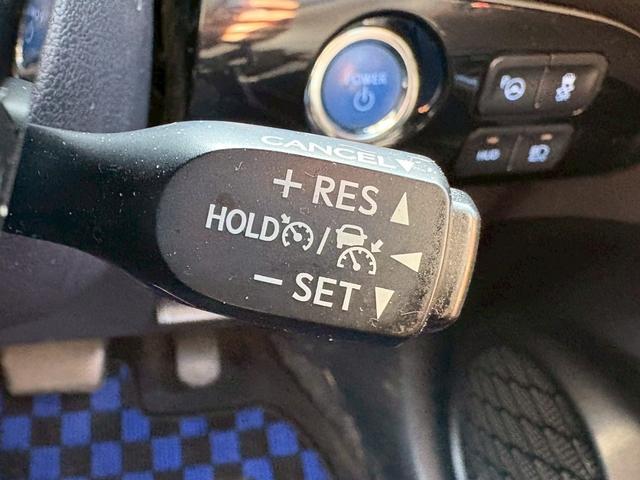 POWER
HUD
CANCEL
+ RES
HOLD /
− SET